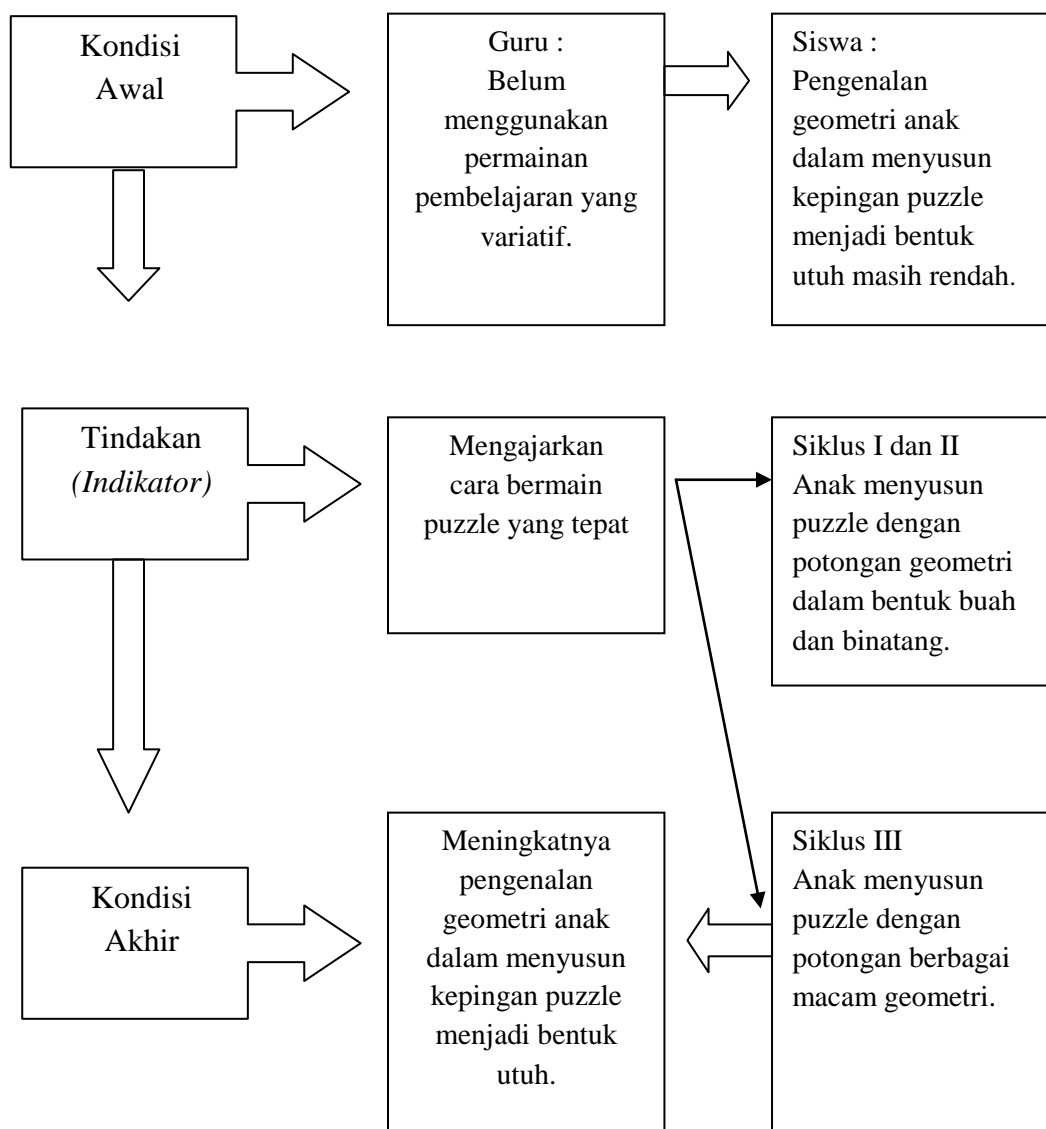 Kondisi
Awal
Guru :
Belum
menggunakan
permainan
pembelajaran yang
variatif.
Siswa :
Pengenalan
geometri anak
dalam menyusun
kepingan puzzle
menjadi bentuk
utuh masih rendah.
Tindakan
(Indikator)
Mengajarkan
cara bermain
puzzle yang tepat
Siklus I dan II
Anak menyusun
puzzle dengan
potongan geometri
dalam bentuk buah
dan binatang.
Kondisi
Akhir
Meningkatnya
pengenalan
geometri anak
dalam menyusun
kepingan puzzle
menjadi bentuk
utuh.
Siklus III
Anak menyusun
puzzle dengan
potongan berbagai
macam geometri.